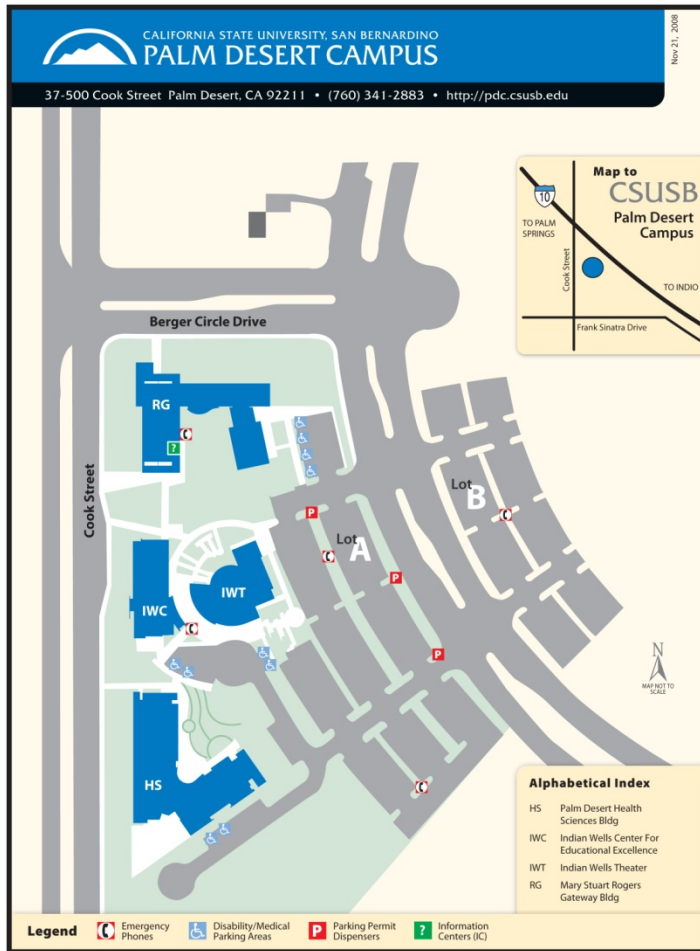 CALIFORNIA STATE UNIVERSITY, SAN BERNARDINO
PALM DESERT CAMPUS
Nov 21, 2008
37-500 Cook Street Palm Desert, CA 92211 • (760) 341-2883 • http://pdc.csusb.edu
Map to
CSUSB
Palm Desert
Campus
10
TO PALM
SPRINGS
Cook Street
TO INDIO
Frank Sinatra Drive
Berger Circle Drive
RG
?
Cook Street
Lot B
P
Lot A
P
IWT
IWC
P
N
MAP NOT TO
SCALE
HS
Alphabetical Index
HS Palm Desert Health
Sciences Bldg
IWC Indian Wells Center For
Educational Excellence
IWT Indian Wells Theater
RG Mary Stuart Rogers
Gateway Bldg
Legend
Emergency
Phones
Disability/Medical
Parking Areas
P Parking Permit
Dispensers
? Information
Centers (IC)